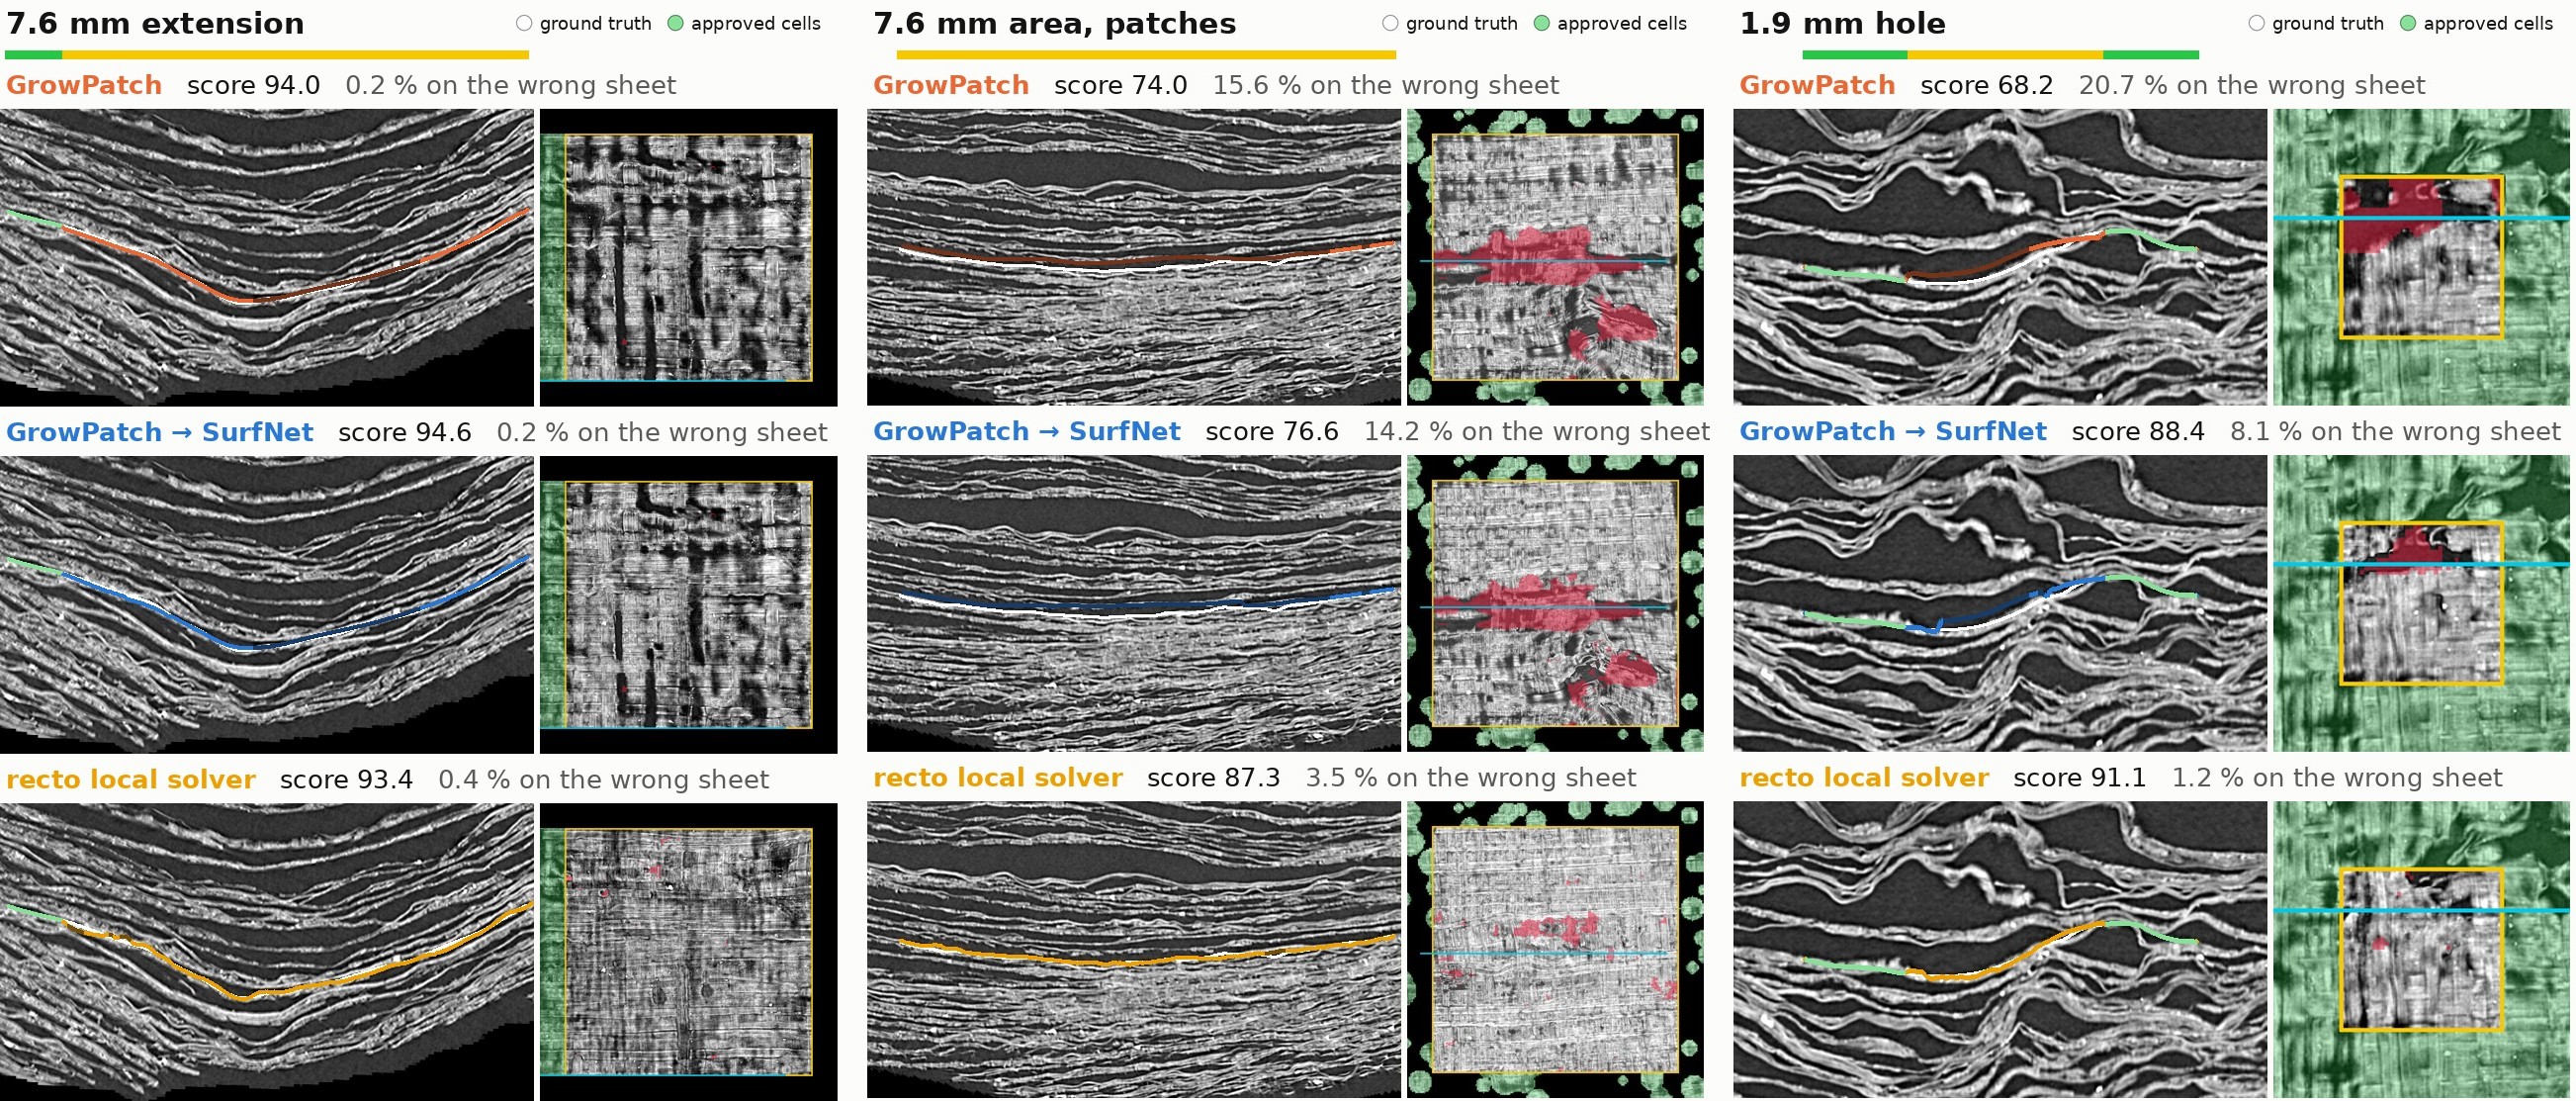 7.6 mm extension
ground truth
approved cells
GrowPatch score 94.0 0.2 % on the wrong sheet
GrowPatch → SurfNet score 94.6 0.2 % on the wrong sheet
recto local solver score 93.4 0.4 % on the wrong sheet
7.6 mm area, patches
ground truth
approved cells
GrowPatch score 74.0 15.6 % on the wrong sheet
GrowPatch → SurfNet score 76.6 14.2 % on the wrong sheet
recto local solver score 87.3 3.5 % on the wrong sheet
1.9 mm hole
ground truth
approved cells
GrowPatch score 68.2 20.7 % on the wrong sheet
GrowPatch → SurfNet score 88.4 8.1 % on the wrong sheet
recto local solver score 91.1 1.2 % on the wrong sheet